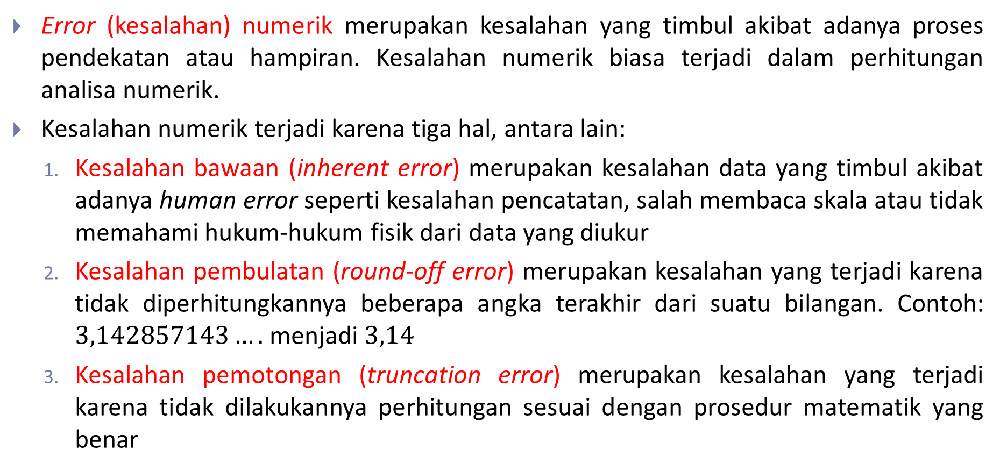 Error (kesalahan) numerik merupakan kesalahan yang timbul akibat adanya proses
pendekatan atau hampiran. Kesalahan numerik biasa terjadi dalam perhitungan
analisa numerik.
Kesalahan numerik terjadi karena tiga hal, antara lain:
1. Kesalahan bawaan (inherent error) merupakan kesalahan data yang timbul akibat
adanya human error seperti kesalahan pencatatan, salah membaca skala atau tidak
memahami hukum-hukum fisik dari data yang diukur
2. Kesalahan pembulatan (round-off error) merupakan kesalahan yang terjadi karena
tidak diperhitungkannya beberapa angka terakhir dari suatu bilangan. Contoh:
3,142857143 .... menjadi 3,14
3. Kesalahan pemotongan (truncation error) merupakan kesalahan yang terjadi
karena tidak dilakukannya perhitungan sesuai dengan prosedur matematik yang
benar